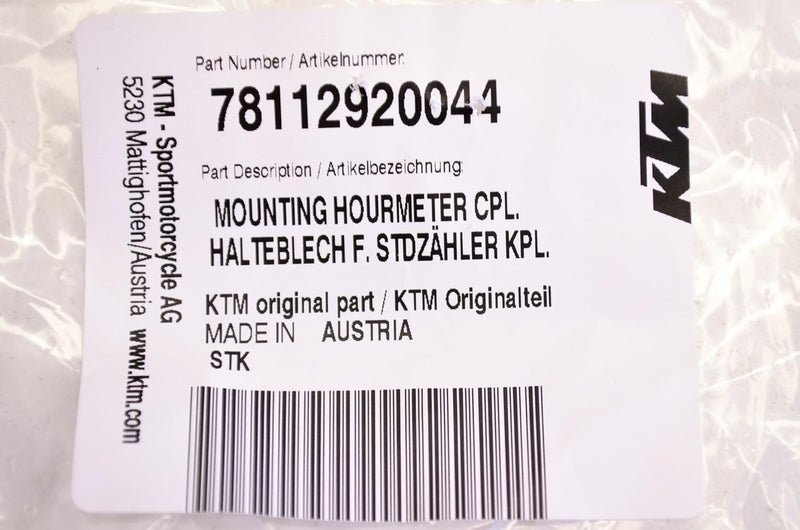 Part Number / Artikelnummer:
78112920044
Part Description / Artikelbezeichnung:
MOUNTING HOURMETER CPL.
HALTEBLECH F. STDZÄHLER KPL.
KTM original part / KTM Originalteil
MADE IN AUSTRIA
STK
KTM - Sportmotorcycle AG
5230 Mattighofen/Austria www.ktm.com
KTM